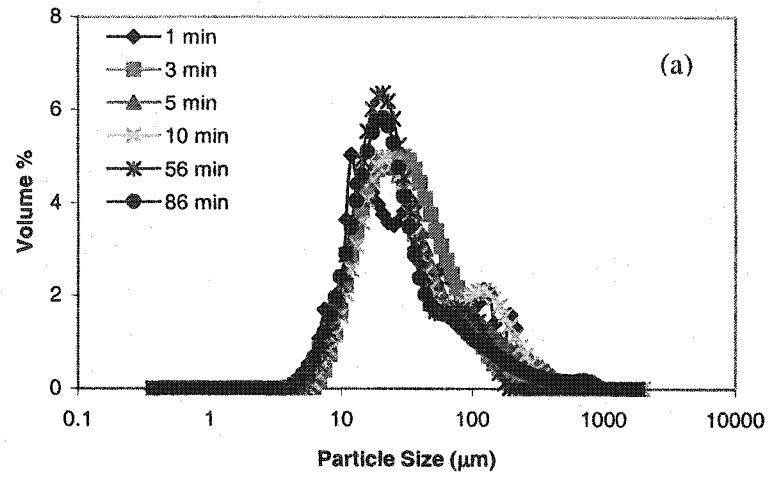 8
6
4
2
0
Volume %
1 min
3 min
5 min
10 min
56 min
86 min
(a)
0.1 1 10 100 1000 10000
Particle Size (μm)